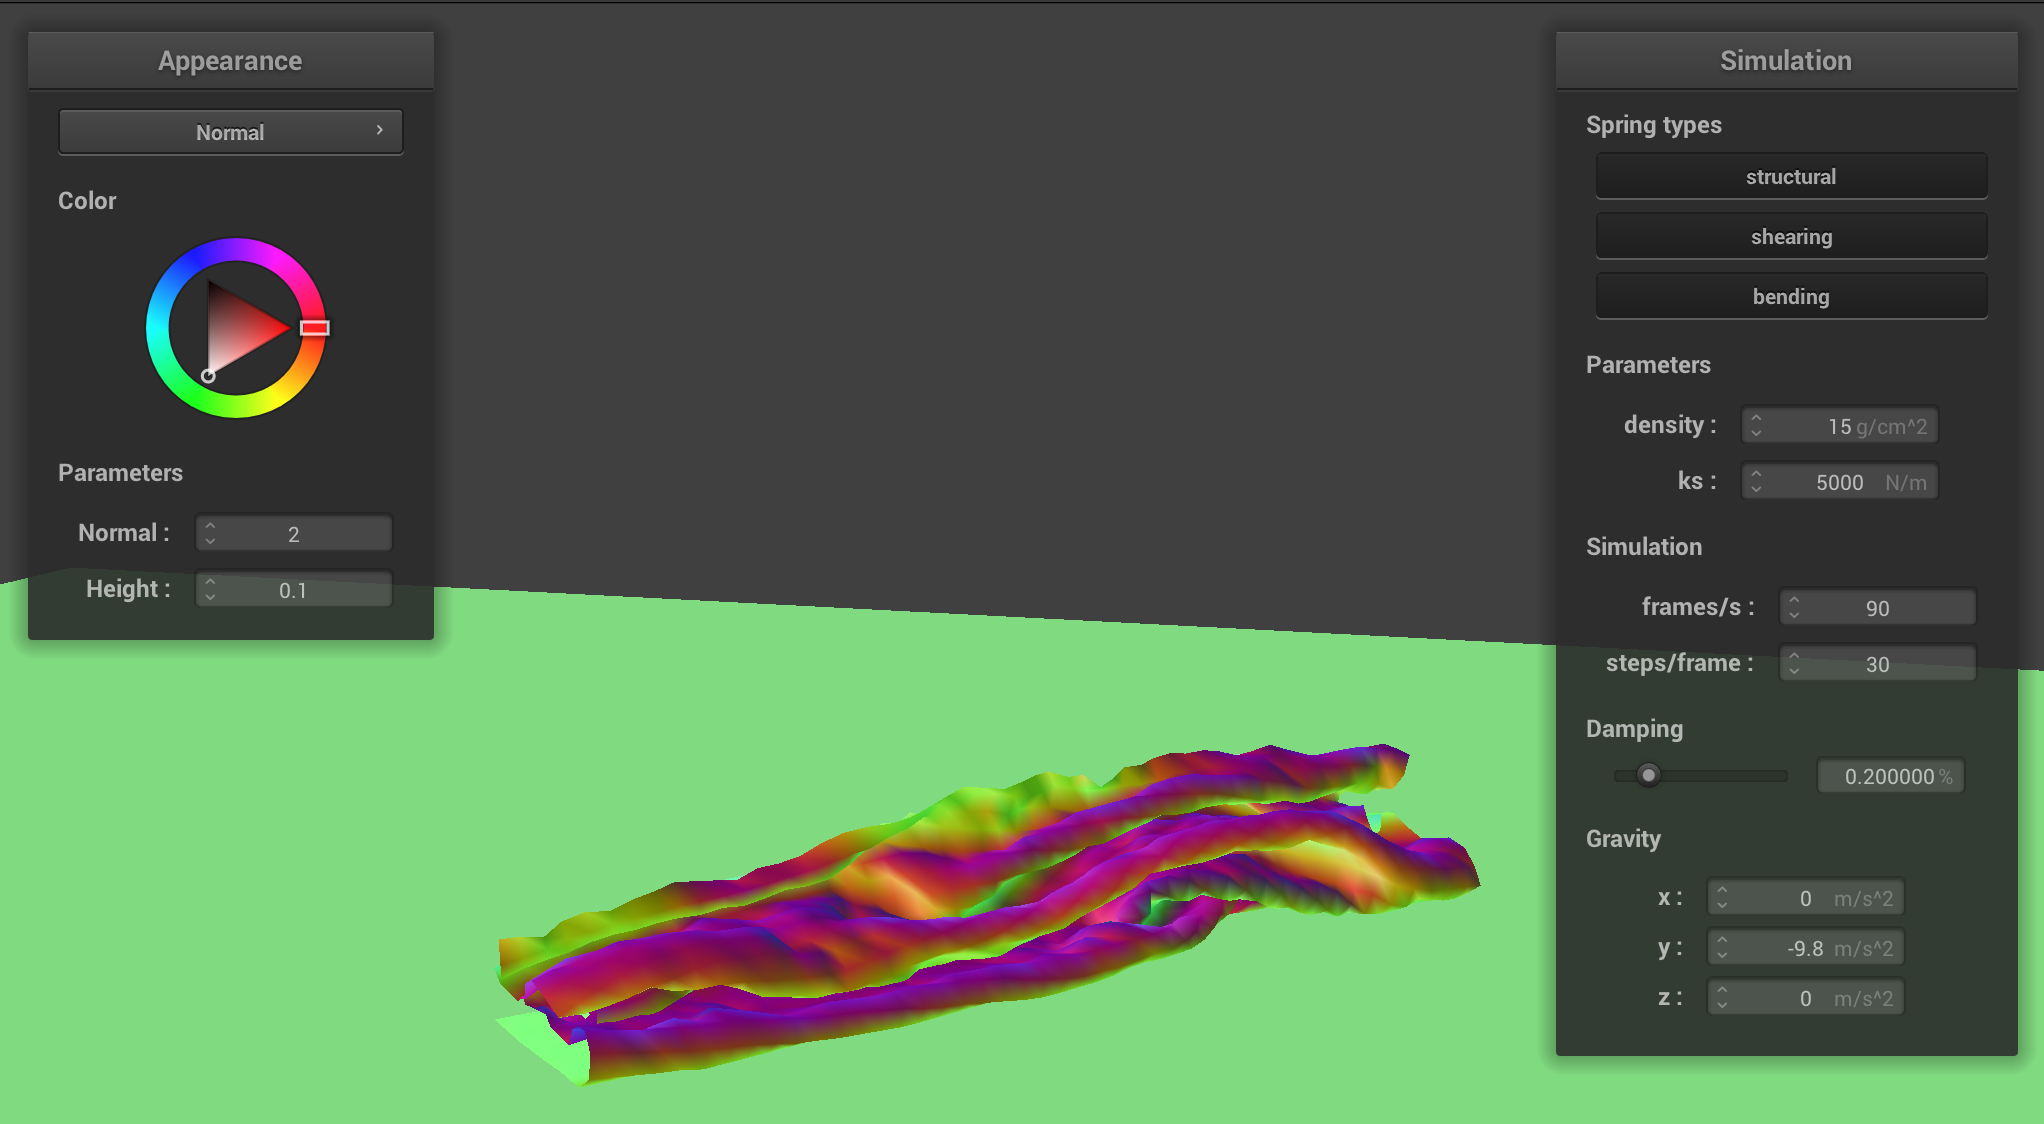 Appearance
Normal
Color
Parameters
Normal : 2
Height : 0.1
Simulation
Spring types
structural
shearing
bending
Parameters
density : 15 g/cm^2
ks : 5000 N/m
Simulation
frames/s : 90
steps/frame : 30
Damping
0.200000 %
Gravity
x : 0 m/s^2
y : -9.8 m/s^2
z : 0 m/s^2